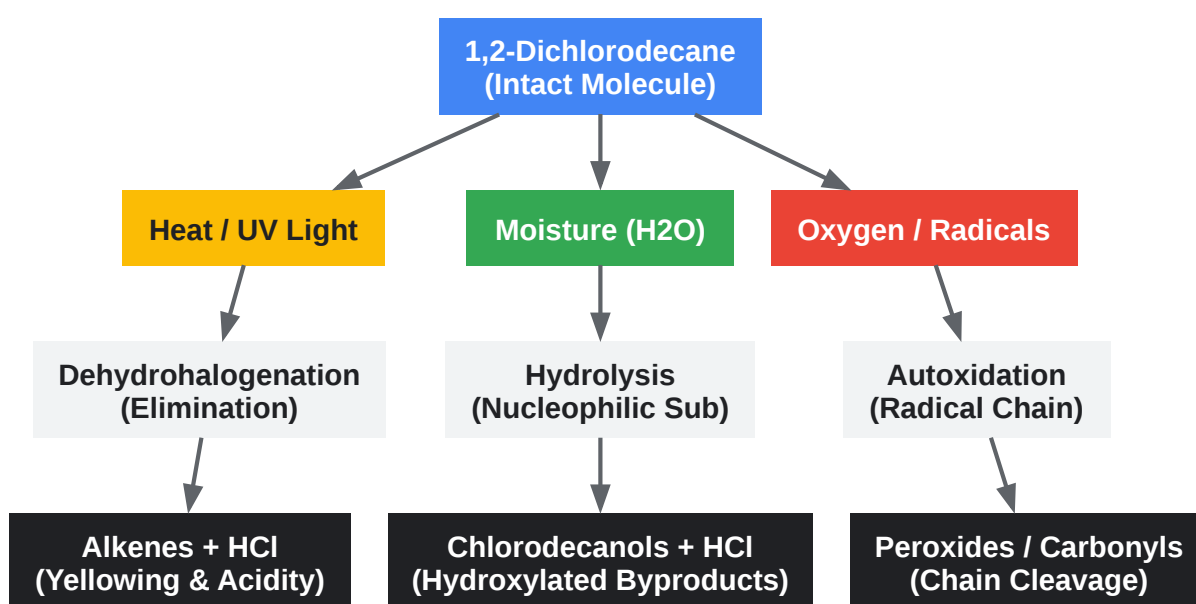 1,2-Dichlorodecane
(Intact Molecule)
Heat / UV Light
Moisture (H2O)
Oxygen / Radicals
Dehydrohalogenation
(Elimination)
Hydrolysis
(Nucleophilic Sub)
Autoxidation
(Radical Chain)
Alkenes + HCl
(Yellowing & Acidity)
Chlorodecanols + HCl
(Hydroxylated Byproducts)
Peroxides / Carbonyls
(Chain Cleavage)